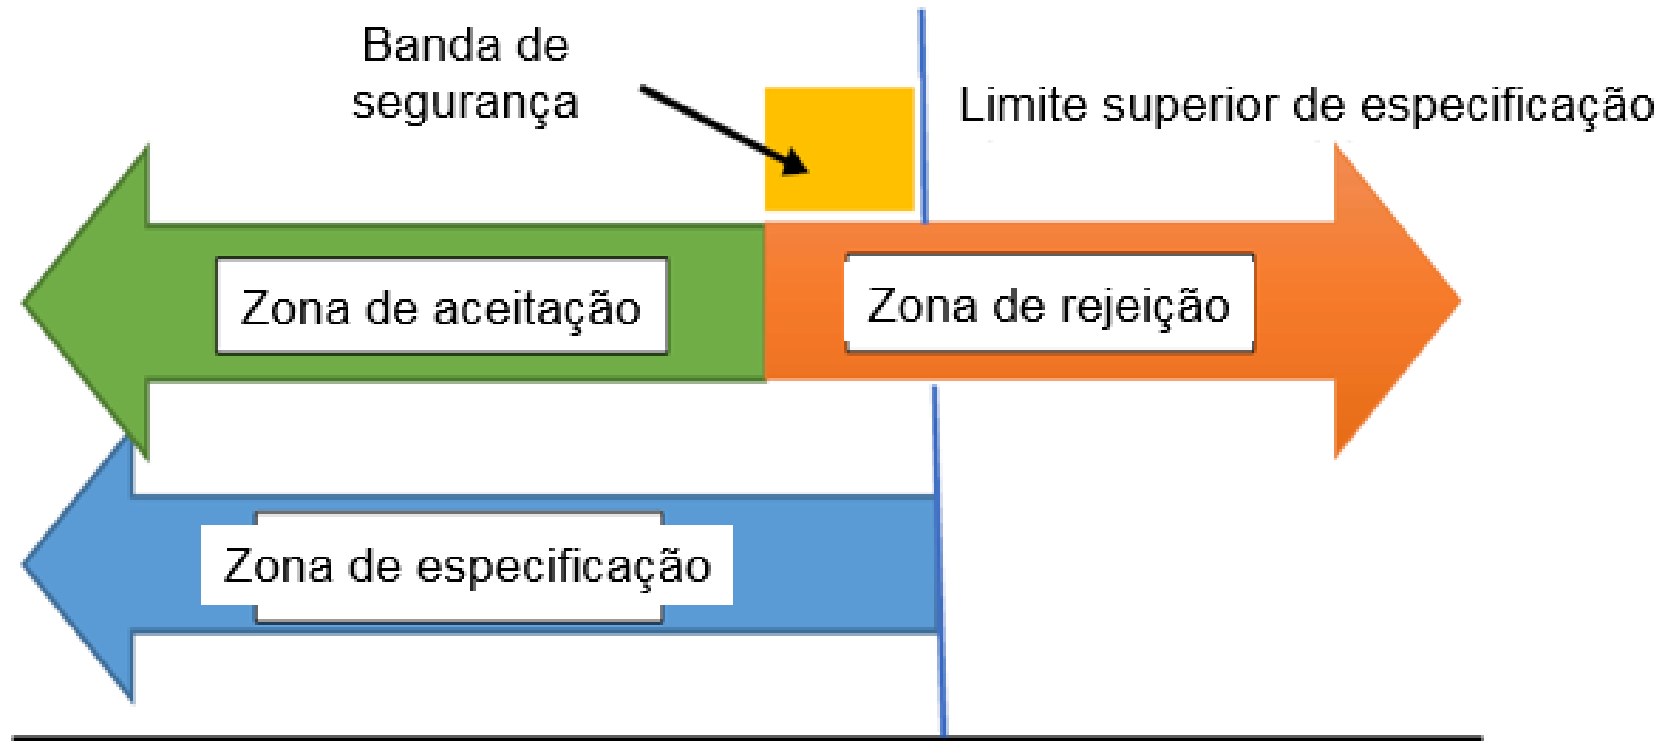 Banda de
segurança
Limite superior de especificação
Zona de aceitação
Zona de rejeição
Zona de especificação